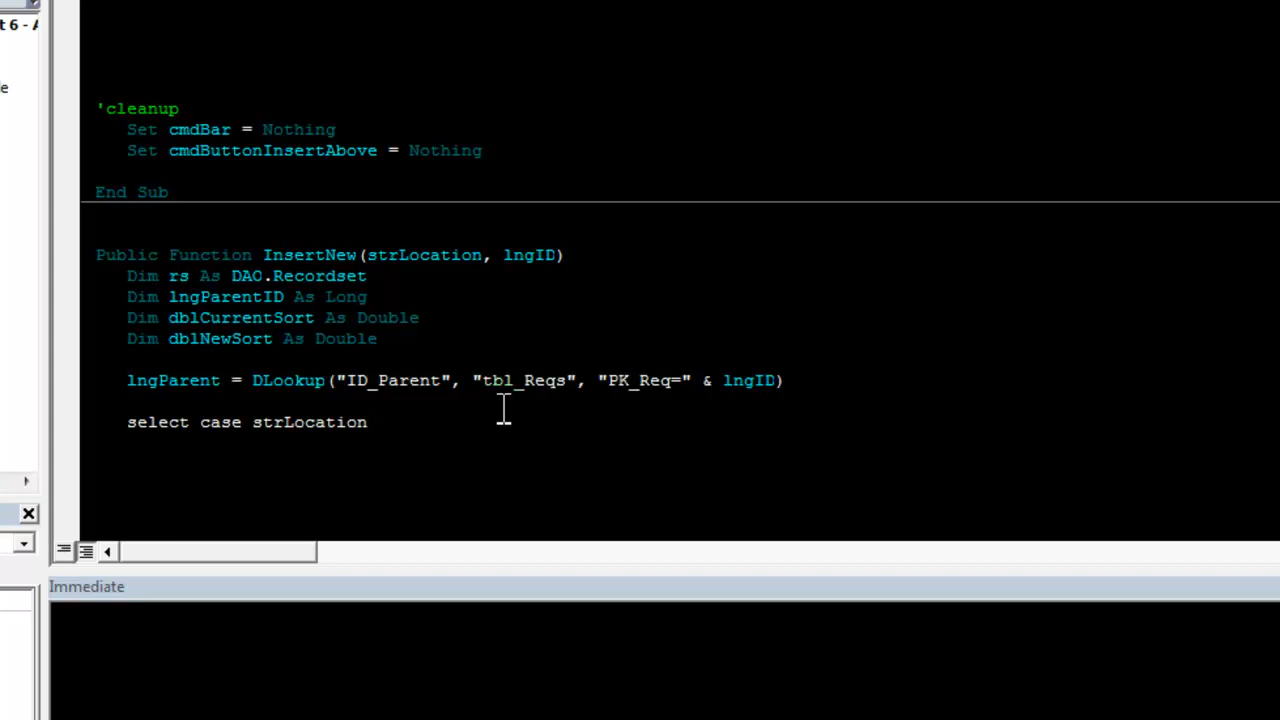 t 6 - A
e
'cleanup
Set cmdBar = Nothing
Set cmdButtonInsertAbove = Nothing
End Sub
Public Function InsertNew(strLocation, lngID)
Dim rs As DAO.Recordset
Dim lngParentID As Long
Dim dblCurrentSort As Double
Dim dblNewSort As Double
lngParent = DLookup("ID_Parent", "tbl_Reqs", "PK_Req=" & lngID)
select case strLocation
Immediate